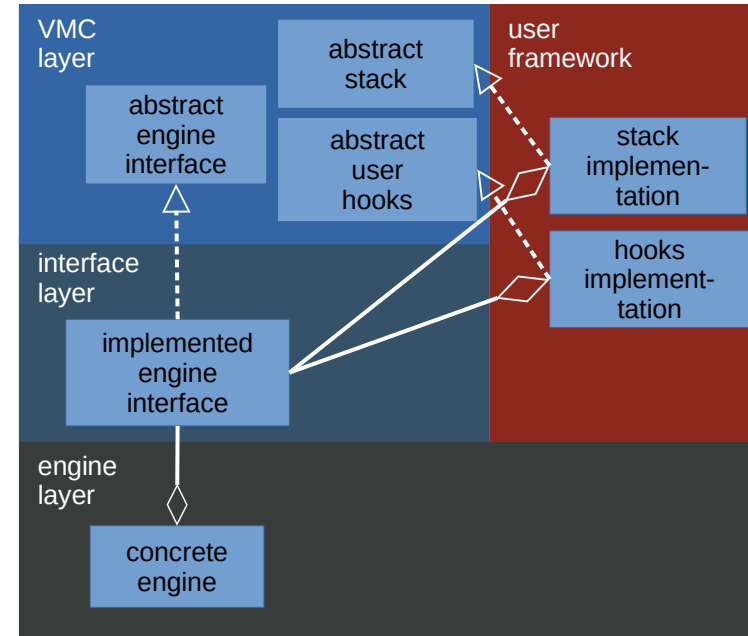 VMC
layer
abstract
engine
interface
abstract
stack
abstract
user
hooks
user
framework
stack
implemen-
tation
hooks
implement-
tation
interface
layer
implemented
engine
interface
engine
layer
concrete
engine